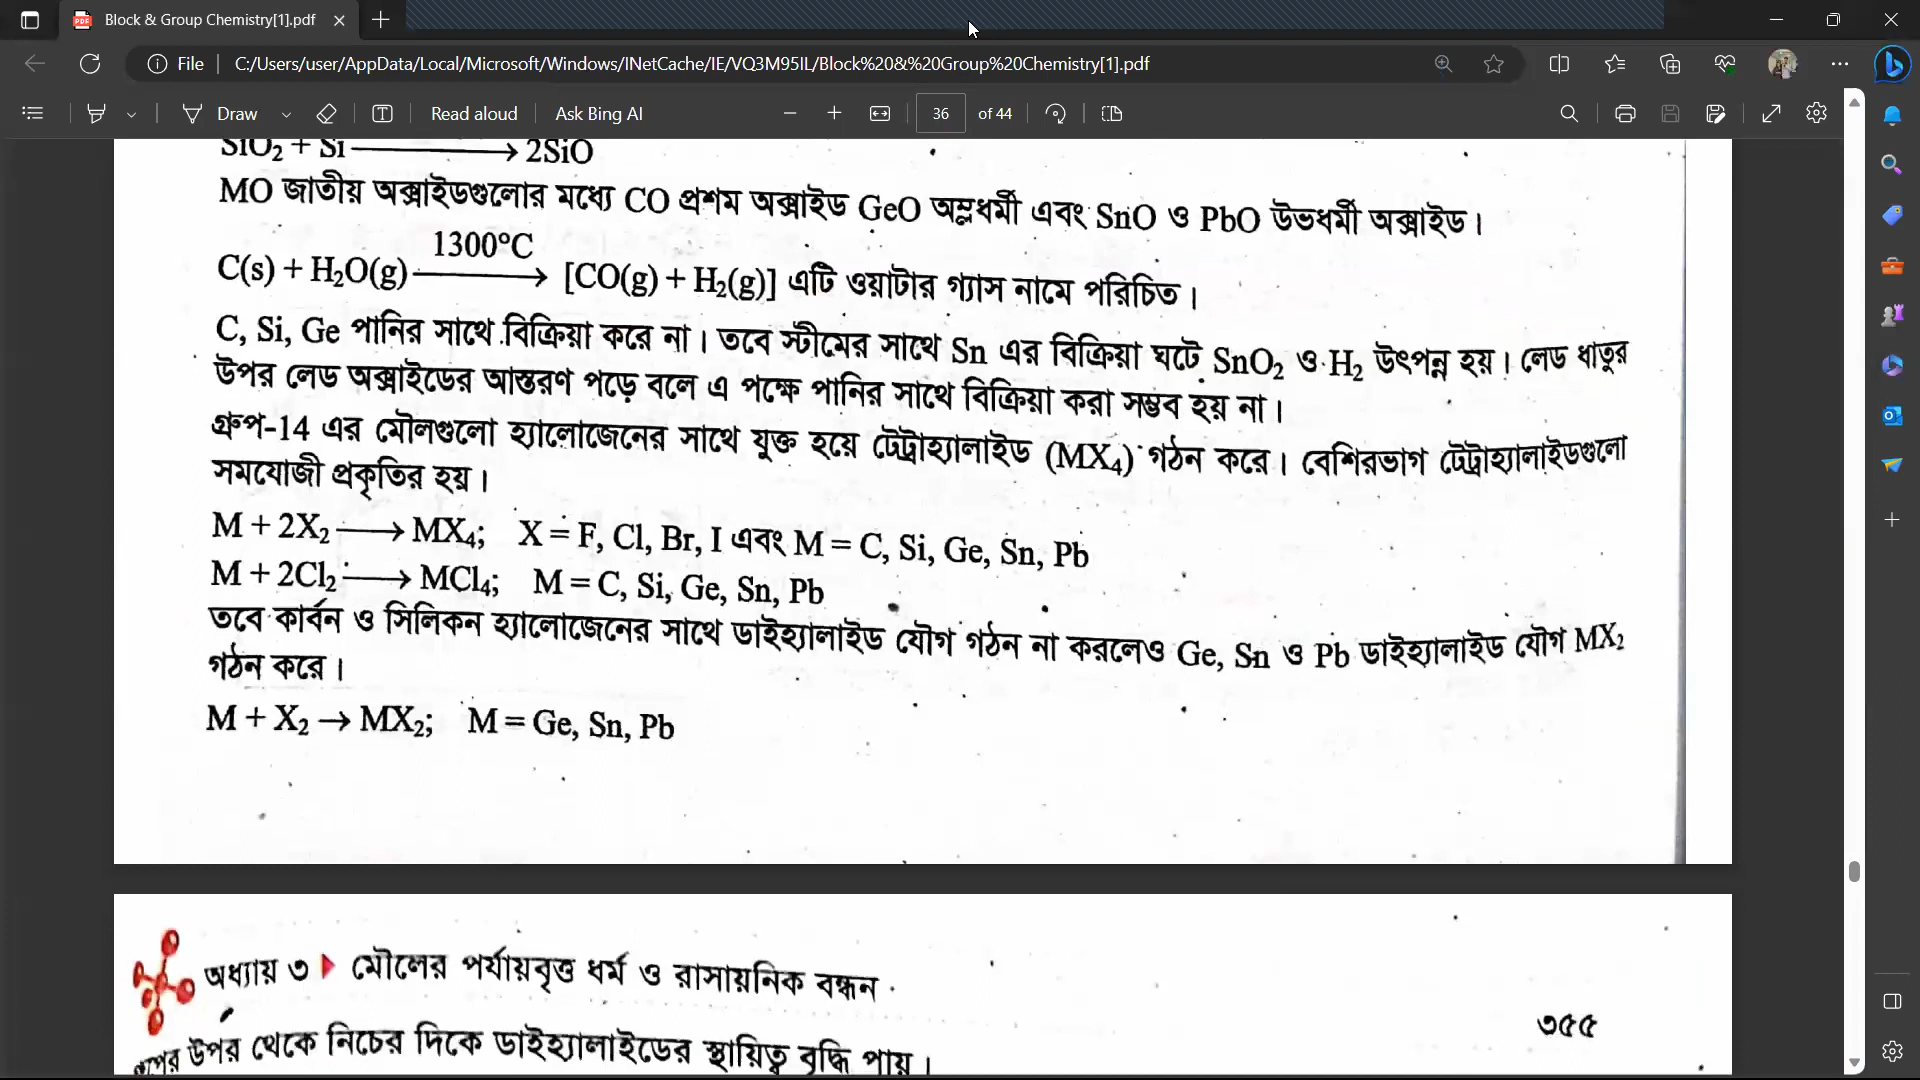 Block & Group Chemistry[1].pdf
File
C:/Users/user/AppData/Local/Microsoft/Windows/INetCache/IE/VQ3M95IL/Block%20&%20Group%20Chemistry[1].pdf
Draw
Read aloud
Ask Bing AI
36 of 44
SiO₂ + Si ⟶ 2SiO
MO জাতীয় অক্সাইডগুলোর মধ্যে CO প্রশম অক্সাইড GeO অম্লধর্মী এবং SnO ও PbO উভধর্মী অক্সাইড।
1300°C
C(s) + H₂O(g) ⟶ [CO(g) + H₂(g)] এটি ওয়াটার গ্যাস নামে পরিচিত।
C, Si, Ge পানির সাথে বিক্রিয়া করে না। তবে স্টীমের সাথে Sn এর বিক্রিয়া ঘটে SnO₂ ও H₂ উৎপন্ন হয়। লেড ধাতুর
উপর লেড অক্সাইডের আস্তরণ পড়ে বলে এ পক্ষে পানির সাথে বিক্রিয়া করা সম্ভব হয় না।
গ্রুপ-14 এর মৌলগুলো হ্যালোজেনের সাথে যুক্ত হয়ে টেট্রাহ্যালাইড (MX₄) গঠন করে। বেশিরভাগ টেট্রাহ্যালাইডগুলো
সমযোজী প্রকৃতির হয়।
M + 2X₂ ⟶ MX₄; X = F, Cl, Br, I এবং M = C, Si, Ge, Sn, Pb
M + 2Cl₂ ⟶ MCl₄; M = C, Si, Ge, Sn, Pb
তবে কার্বন ও সিলিকন হ্যালোজেনের সাথে ডাইহ্যালাইড যৌগ গঠন না করলেও Ge, Sn ও Pb ডাইহ্যালাইড যৌগ MX₂
গঠন করে।
M + X₂ → MX₂; M = Ge, Sn, Pb
অধ্যায় ৩ ▶ মৌলের পর্যায়বৃত্ত ধর্ম ও রাসায়নিক বন্ধন
৩৫৫
উপর থেকে নিচের দিকে ডাইহ্যালাইডের স্থায়িত্ব বৃদ্ধি পায়।